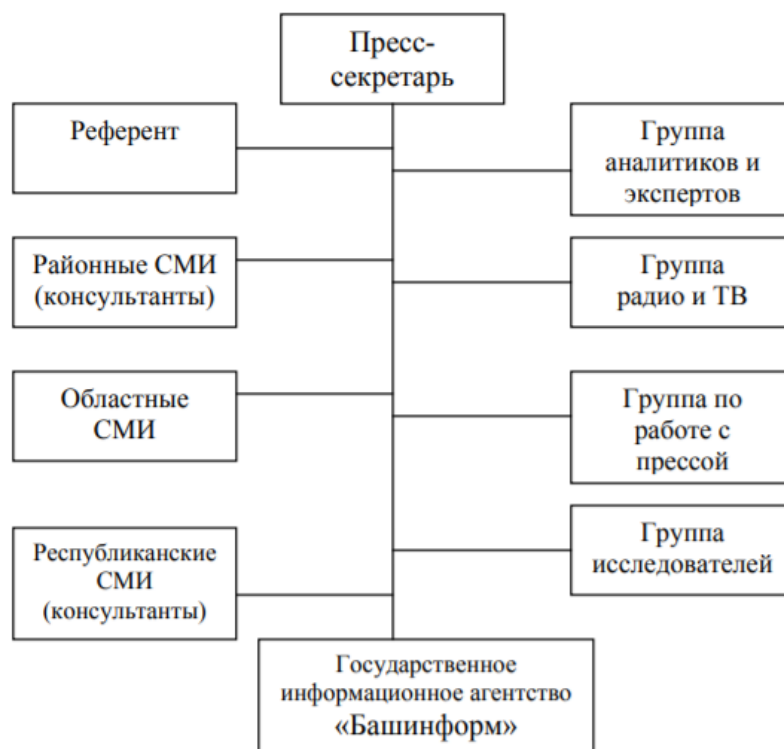 Пресс-
секретарь
Референт
Группа
аналитиков и
экспертов
Районные СМИ
(консультанты)
Группа
радио и ТВ
Областные
СМИ
Группа по
работе с
прессой
Республиканские
СМИ
(консультанты)
Группа
исследователей
Государственное
информационное агентство
«Башинформ»